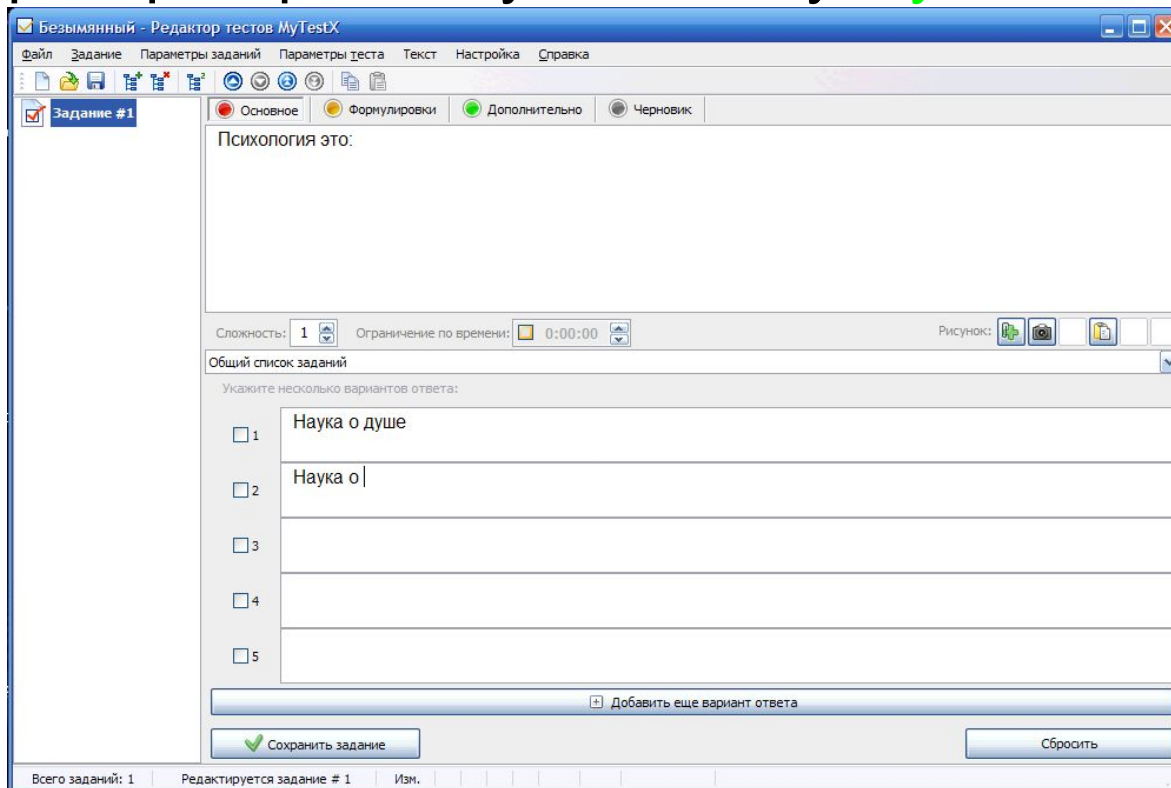 Безымянный - Редактор тестов MyTestX
Файл Задание Параметры заданий Параметры теста Текст Настройка Справка
Задание #1
Основное Формулировки Дополнительно Черновик
Психология это:
Сложность: 1 Ограничение по времени: 0:00:00 Рисунок:
Общий список заданий
Укажите несколько вариантов ответа:
1 Наука о душе
2 Наука о
3
4
5
Добавить еще вариант ответа
Сохранить задание Сбросить
Всего заданий: 1 Редактируется задание # 1 Изм.